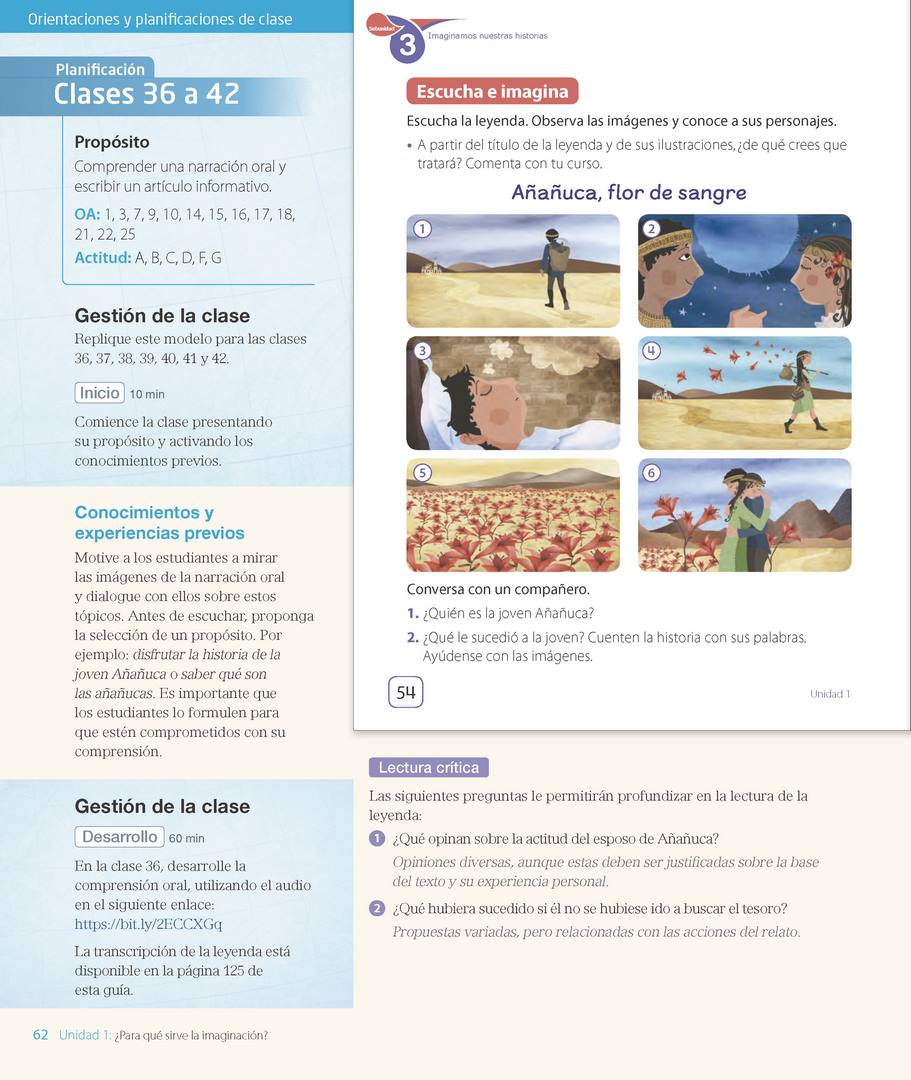 Orientaciones y planificaciones de clase
Planificación
Clases 36 a 42
Propósito
Comprender una narración oral y
escribir un artículo informativo.
OA: 1, 3, 7, 9, 10, 14, 15, 16, 17, 18,
21, 22, 25
Actitud: A, B, C, D, F, G
Gestión de la clase
Replique este modelo para las clases
36, 37, 38, 39, 40, 41 y 42.
Inicio 10 min
Comience la clase presentando
su propósito y activando los
conocimientos previos.
Conocimientos y
experiencias previos
Motive a los estudiantes a mirar
las imágenes de la narración oral
y dialogue con ellos sobre estos
tópicos. Antes de escuchar, proponga
la selección de un propósito. Por
ejemplo: disfrutar la historia de la
joven Añañuca o saber qué son
las añañucas. Es importante que
los estudiantes lo formulen para
que estén comprometidos con su
comprensión.
Gestión de la clase
Desarrollo 60 min
En la clase 36, desarrolle la
comprensión oral, utilizando el audio
en el siguiente enlace:
https://bit.ly/2ECCXGq
La transcripción de la leyenda está
disponible en la página 125 de
esta guía.
Subunidad
3
Imaginamos nuestras historias
Escucha e imagina
Escucha la leyenda. Observa las imágenes y conoce a sus personajes.
• A partir del título de la leyenda y de sus ilustraciones, ¿de qué crees que
tratará? Comenta con tu curso.
Añañuca, flor de sangre
1
2
3
4
5
6
Conversa con un compañero.
1. ¿Quién es la joven Añañuca?
2. ¿Qué le sucedió a la joven? Cuenten la historia con sus palabras.
Ayúdense con las imágenes.
54
Unidad 1
Lectura crítica
Las siguientes preguntas le permitirán profundizar en la lectura de la
leyenda:
1 ¿Qué opinan sobre la actitud del esposo de Añañuca?
Opiniones diversas, aunque estas deben ser justificadas sobre la base
del texto y su experiencia personal.
2 ¿Qué hubiera sucedido si él no se hubiese ido a buscar el tesoro?
Propuestas variadas, pero relacionadas con las acciones del relato.
62 Unidad 1: ¿Para qué sirve la imaginación?